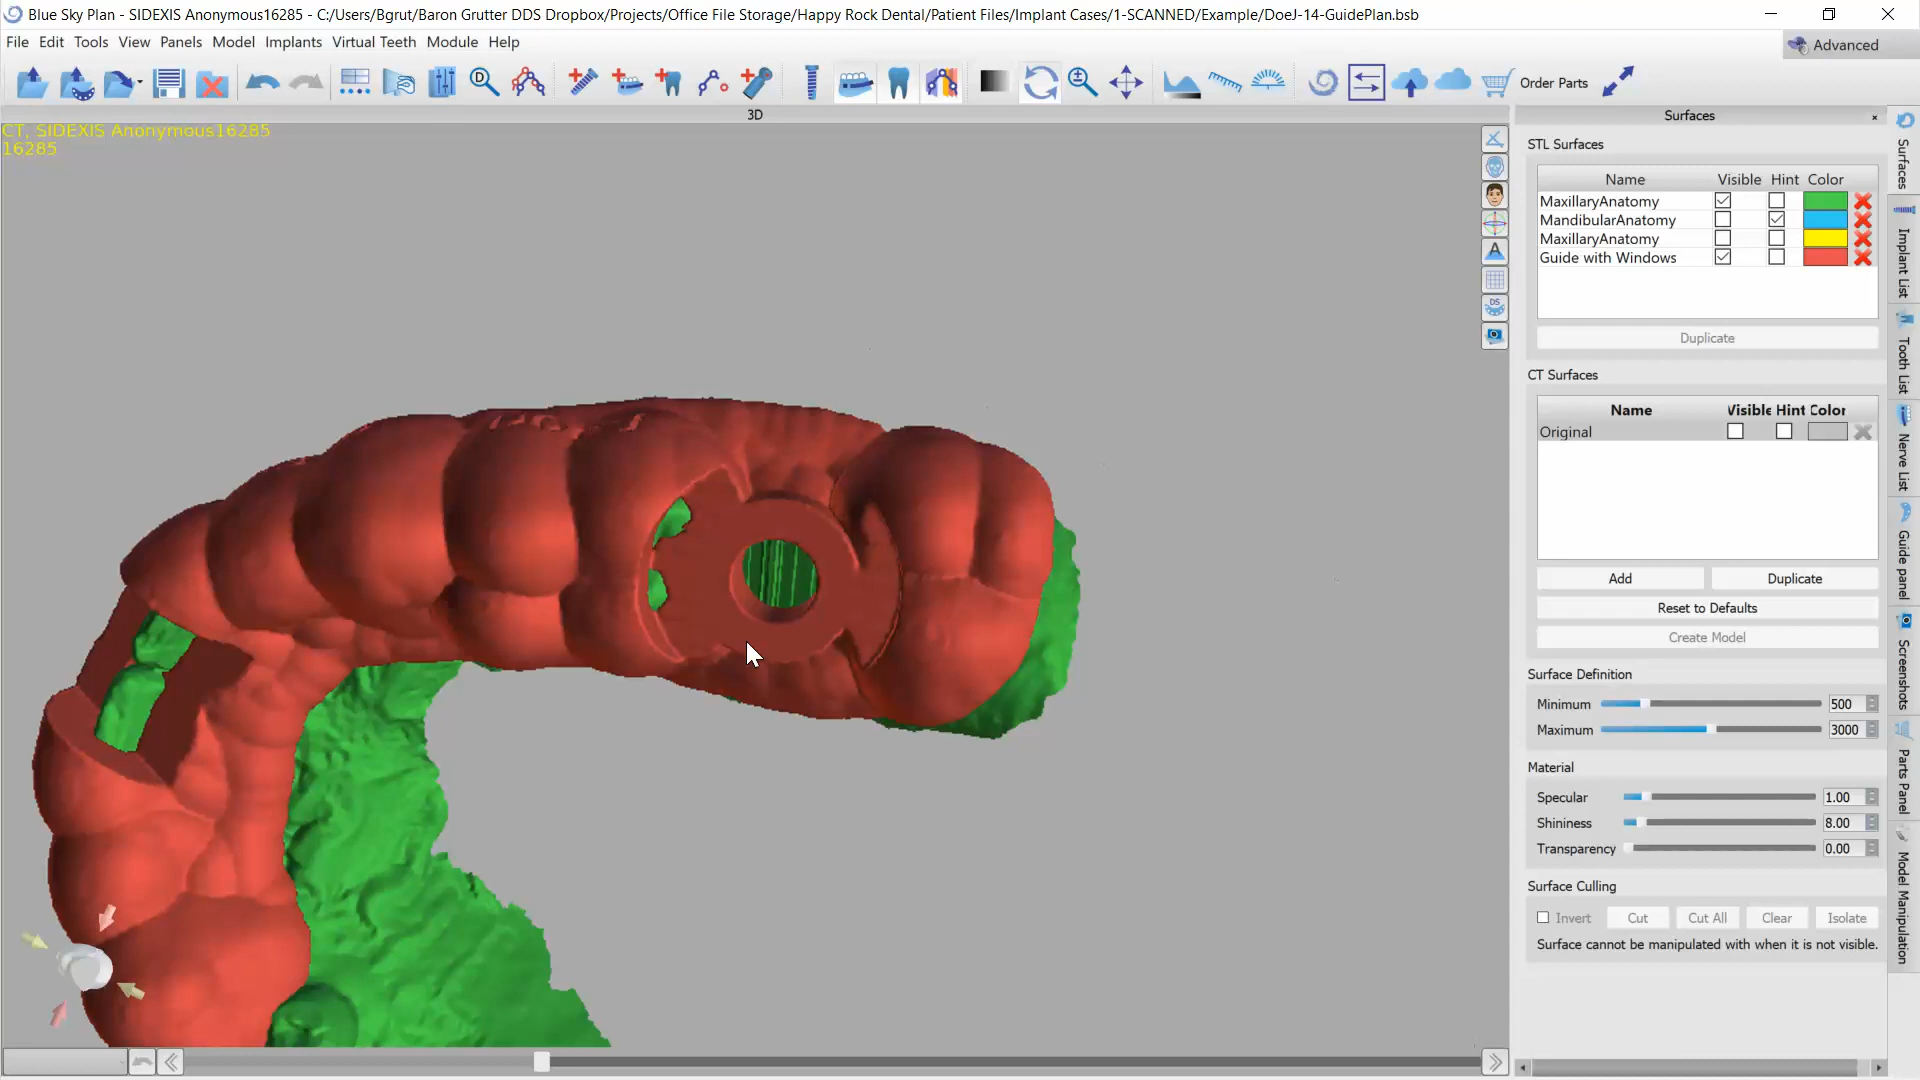 Blue Sky Plan - SIDEXIS Anonymous16285 - C:/Users/Bgrut/Baron Grutter DDS Dropbox/Projects/Office File Storage/Happy Rock Dental/Patient Files/Implant Cases/1-SCANNED/Example/DoeJ-14-GuidePlan.bsb
File Edit Tools View Panels Model Implants Virtual Teeth Module Help
Advanced
Order Parts
3D
CT, SIDEXIS Anonymous16285
16285
Surfaces
STL Surfaces
Name Visible Hint Color
MaxillaryAnatomy
MandibularAnatomy
MaxillaryAnatomy
Guide with Windows
Duplicate
CT Surfaces
Name Visible Hint Color
Original
Add Duplicate
Reset to Defaults
Create Model
Surface Definition
Minimum 500
Maximum 3000
Material
Specular 1.00
Shininess 8.00
Transparency 0.00
Surface Culling
Invert Cut Cut All Clear Isolate
Surface cannot be manipulated with when it is not visible.
Surfaces
Implant List
Tooth List
Nerve List
Guide panel
Screenshots
Parts Panel
Model Manipulation